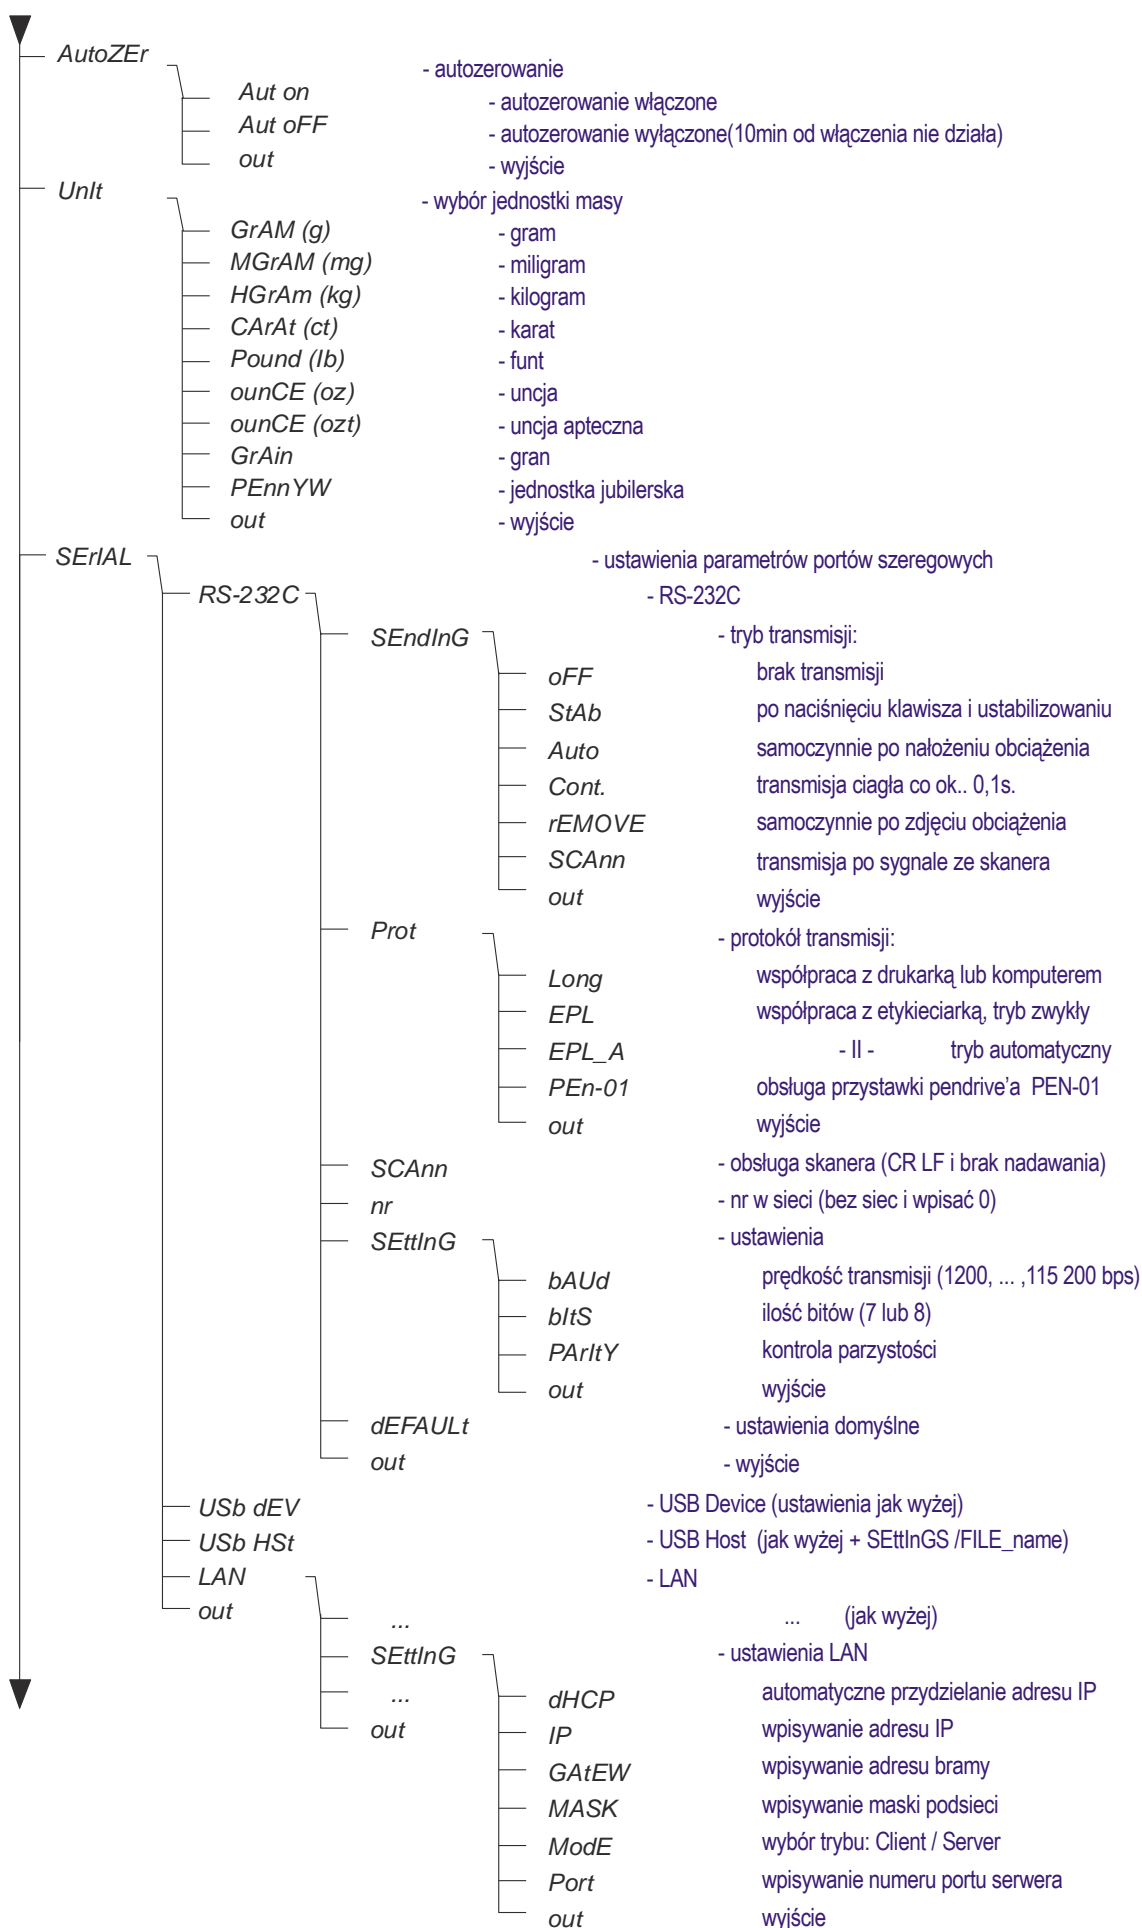 AutoZEr - autozerowanie
Aut on - autozerowanie włączone
Aut oFF - autozerowanie wyłączone(10min od włączenia nie działa)
out - wyjście
UnIt - wybór jednostki masy
GrAM (g) - gram
MGrAM (mg) - miligram
HGrAm (kg) - kilogram
CArAt (ct) - karat
Pound (lb) - funt
ounCE (oz) - uncja
ounCE (ozt) - uncja apteczna
GrAin - gran
PEnnYW - jednostka jubilerska
out - wyjście
SErIAL - ustawienia parametrów portów szeregowych
RS-232C - RS-232C
SEndInG - tryb transmisji:
oFF brak transmisji
StAb po naciśnięciu klawisza i ustabilizowaniu
Auto samoczynnie po nałożeniu obciążenia
Cont. transmisja ciagła co ok.. 0,1s.
rEMOVE samoczynnie po zdjęciu obciążenia
SCAnn transmisja po sygnale ze skanera
out wyjście
Prot - protokół transmisji:
Long współpraca z drukarką lub komputerem
EPL współpraca z etykieciarką, tryb zwykły
EPL_A - II - tryb automatyczny
PEn-01 obsługa przystawki pendrive’a PEN-01
out wyjście
SCAnn - obsługa skanera (CR LF i brak nadawania)
nr - nr w sieci (bez siec i wpisać 0)
SEttInG - ustawienia
bAUd prędkość transmisji (1200, ... ,115 200 bps)
bItS ilość bitów (7 lub 8)
PArItY kontrola parzystości
out wyjście
dEFAULt - ustawienia domyślne
out - wyjście
USb dEV - USB Device (ustawienia jak wyżej)
USb HSt - USB Host (jak wyżej + SEttInGS /FILE_name)
LAN - LAN
out
... ... (jak wyżej)
SEttInG - ustawienia LAN
...
out
dHCP automatyczne przydzielanie adresu IP
IP wpisywanie adresu IP
GAtEW wpisywanie adresu bramy
MASK wpisywanie maski podsieci
ModE wybór trybu: Client / Server
Port wpisywanie numeru portu serwera
out wyjście